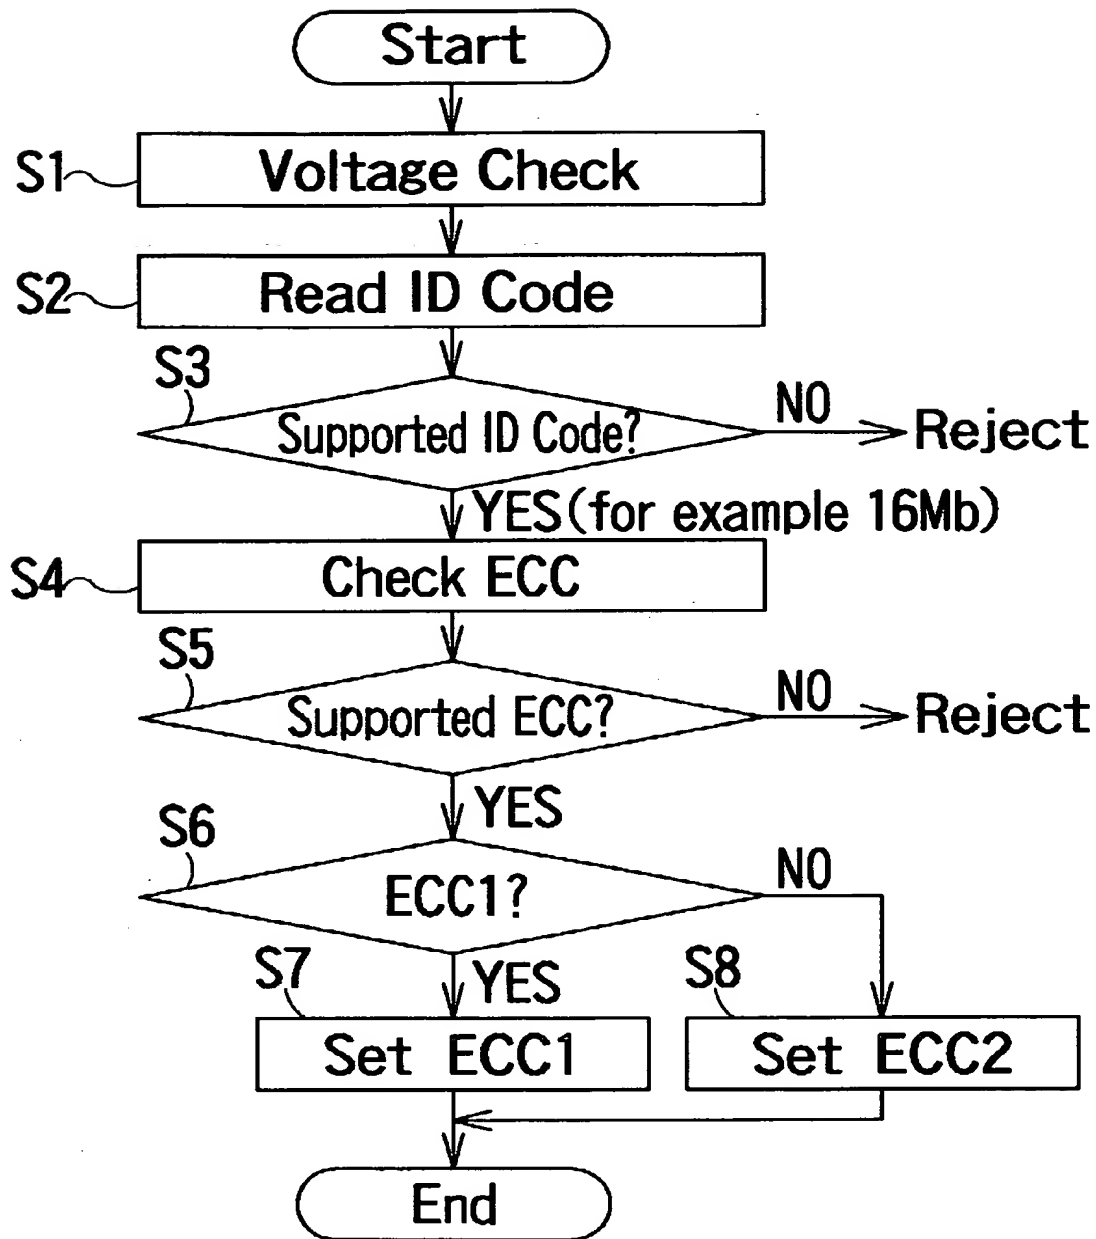 Start
S1
Voltage Check
S2
Read ID Code
S3
Supported ID Code?
NO
Reject
YES(for example 16Mb)
S4
Check ECC
S5
Supported ECC?
NO
Reject
YES
S6
ECC1?
NO
YES
S7
Set ECC1
S8
Set ECC2
End